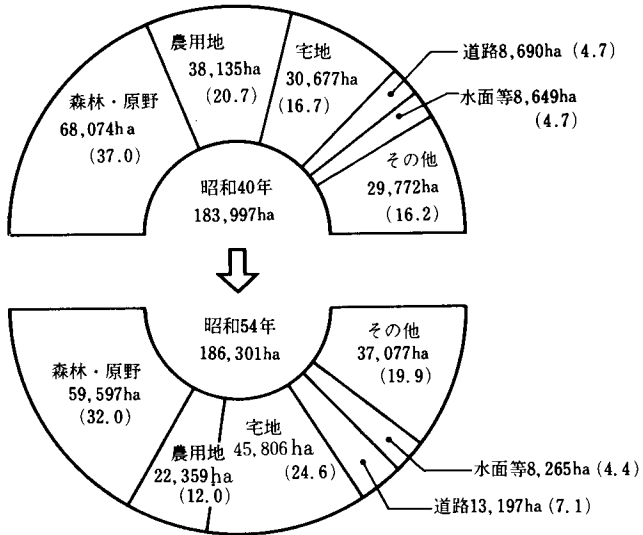 農用地
38,135ha
(20.7)
宅地
30,677ha
(16.7)
道路8,690ha (4.7)
水面等8,649ha
(4.7)
森林・原野
68,074ha
(37.0)
その他
29,772ha
(16.2)
昭和40年
183,997ha
昭和54年
186,301ha
森林・原野
59,597ha
(32.0)
農用地
22,359ha
(12.0)
宅地
45,806ha
(24.6)
その他
37,077ha
(19.9)
水面等8,265ha (4.4)
道路13,197ha (7.1)